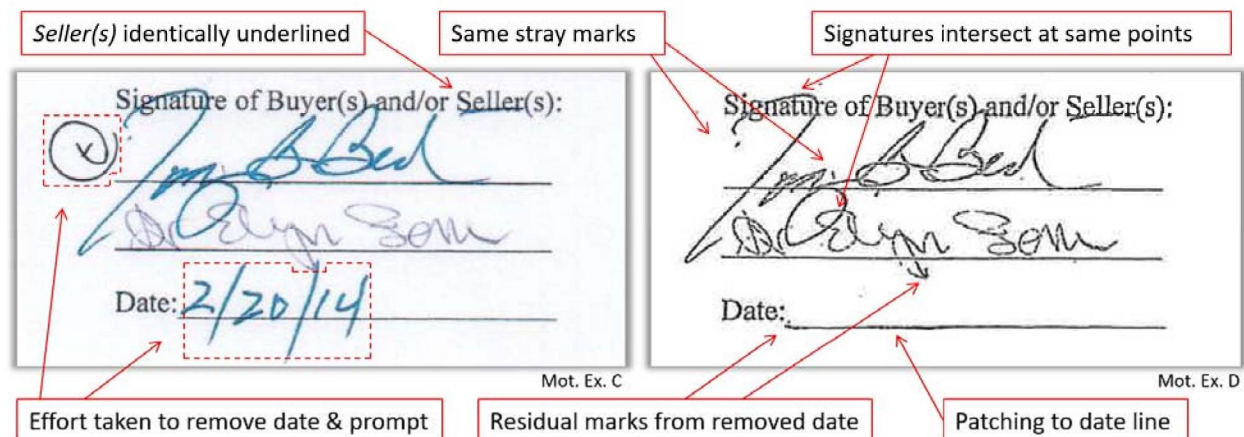 Seller(s) identically underlined
Same stray marks
Signatures intersect at same points
Signature of Buyer(s) and/or Seller(s):
x
Date: 2/20/14
Mot. Ex. C
Signature of Buyer(s) and/or Seller(s):
Date:
Mot. Ex. D
Effort taken to remove date & prompt
Residual marks from removed date
Patching to date line